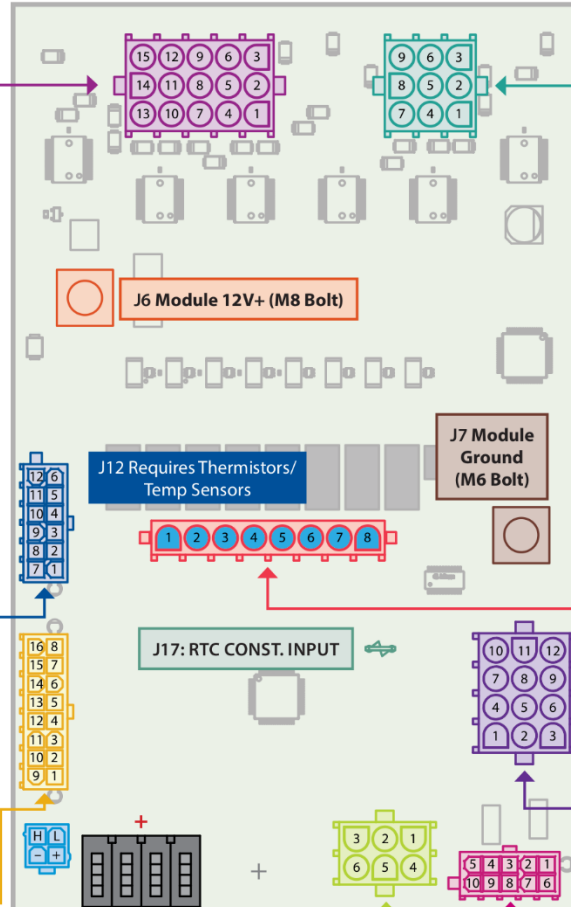 15 12 9 6 3
14 11 8 5 2
13 10 7 4 1
9 6 3
8 5 2
7 4 1
J6 Module 12V+ (M8 Bolt)
J7 Module
Ground
(M6 Bolt)
J12 Requires Thermistors/
Temp Sensors
12 6
11 5
10 4
9 3
8 2
7 1
1 2 3 4 5 6 7 8
J17: RTC CONST. INPUT
16 8
15 7
14 6
13 5
12 4
11 3
10 2
9 1
10 11 12
7 8 9
4 5 6
1 2 3
H L
− +
+
+
3 2 1
6 5 4
5 4 3 2 1
10 9 8 7 6